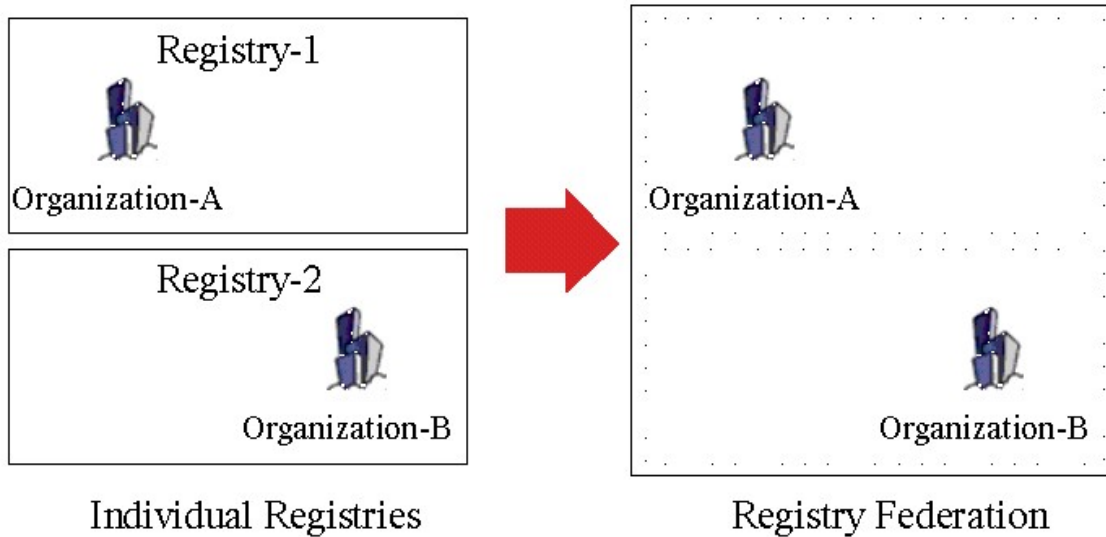 Registry-1
Organization-A
Registry-2
Organization-B
Individual Registries
Organization-A
Organization-B
Registry Federation